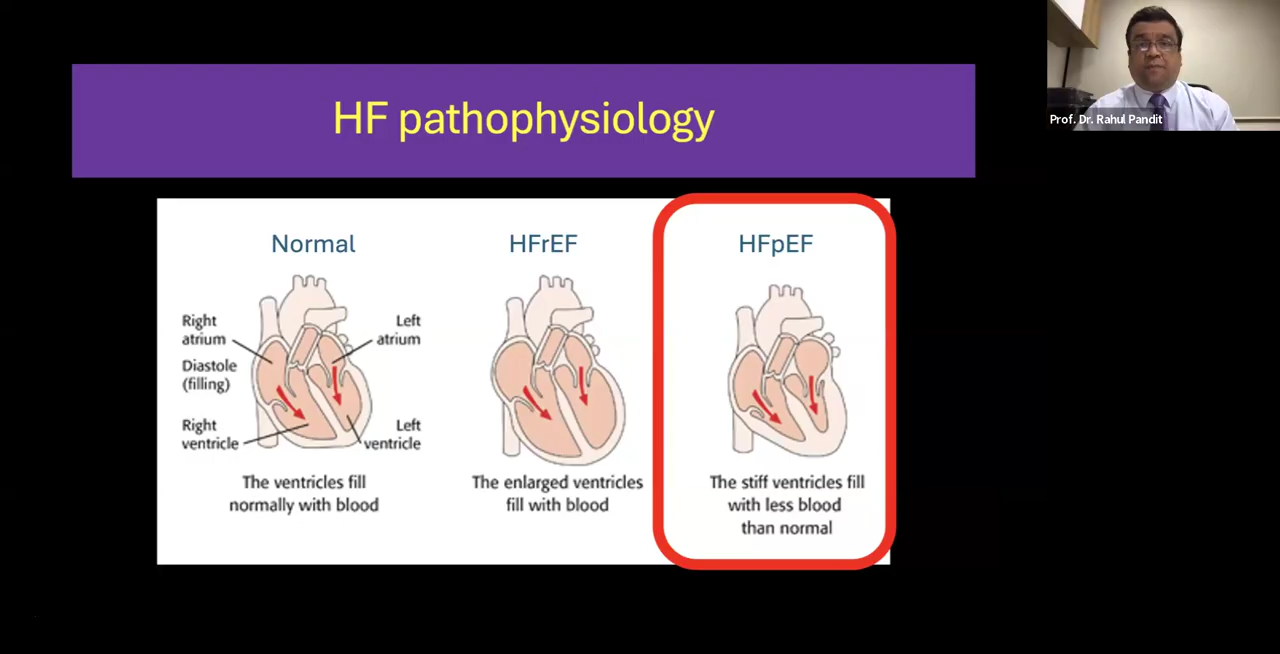 HF pathophysiology
Prof. Dr. Rahul Pandit
Normal
HFrEF
HFpEF
Right
atrium
Left
atrium
Diastole
(filling)
Right
ventricle
Left
ventricle
The ventricles fill
normally with blood
The enlarged ventricles
fill with blood
The stiff ventricles fill
with less blood
than normal